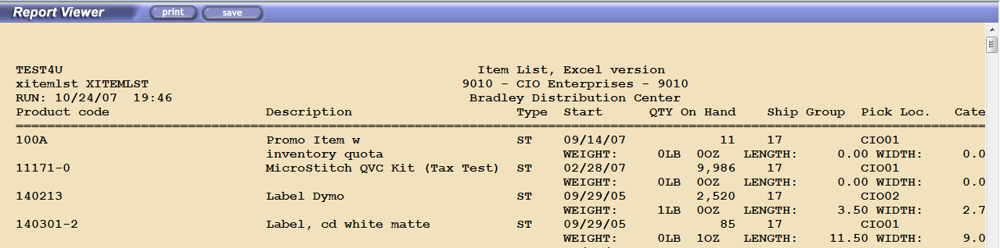 Report Viewer print save
TEST4U Item List, Excel version
xitemlst XITEMLST 9010 - CIO Enterprises - 9010
RUN: 10/24/07 19:46 Bradley Distribution Center
Product code Description Type Start QTY On Hand Ship Group Pick Loc. Cate
100A Promo Item w ST 09/14/07 11 17 CIO01
inventory quota WEIGHT: 0LB 0OZ LENGTH: 0.00 WIDTH: 0.0
11171-0 MicroStitch QVC Kit (Tax Test) ST 02/28/07 9,986 17 CIO01
WEIGHT: 0LB 0OZ LENGTH: 0.00 WIDTH: 0.0
140213 Label Dymo ST 09/29/05 2,520 17 CIO02
WEIGHT: 1LB 0OZ LENGTH: 3.50 WIDTH: 2.7
140301-2 Label, cd white matte ST 09/29/05 85 17 CIO01
WEIGHT: 0LB 1OZ LENGTH: 11.50 WIDTH: 9.0